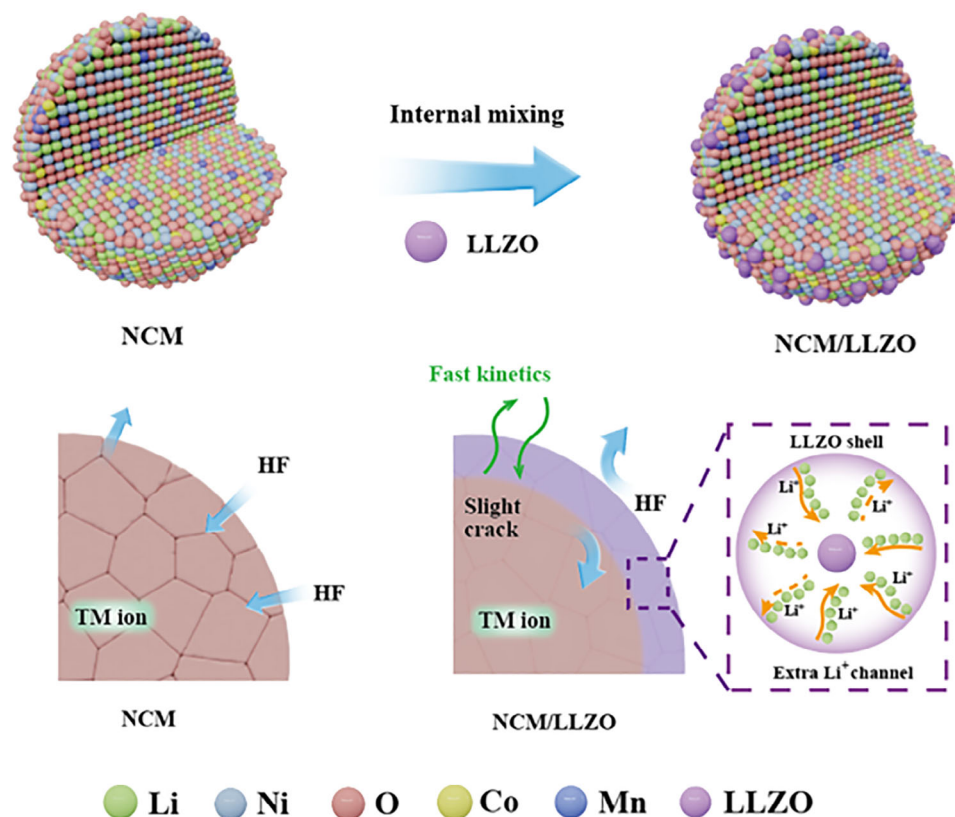 Internal mixing
LLZO
NCM
NCM/LLZO
Fast kinetics
HF
HF
TM ion
NCM
Slight
crack
HF
TM ion
NCM/LLZO
LLZO shell
Li⁺
Li⁺
Li⁺
Li⁺
Li⁺
Li⁺
Extra Li⁺ channel
Li
Ni
O
Co
Mn
LLZO